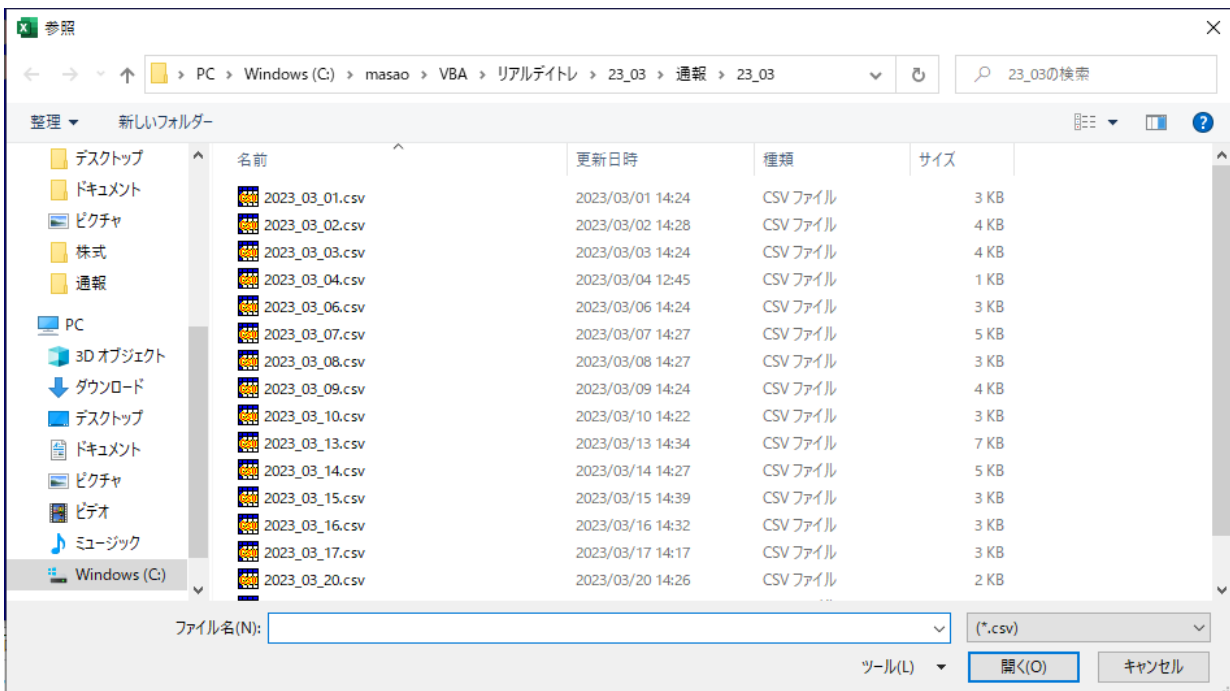 参照
PC > Windows (C:) > masao > VBA > リアルデイトレ > 23_03 > 通報 > 23_03
23_03の検索
整理
新しいフォルダー
デスクトップ
ドキュメント
ピクチャ
株式
通報
PC
3D オブジェクト
ダウンロード
デスクトップ
ドキュメント
ピクチャ
ビデオ
ミュージック
Windows (C:)
名前 更新日時 種類 サイズ
2023_03_01.csv 2023/03/01 14:24 CSV ファイル 3 KB
2023_03_02.csv 2023/03/02 14:28 CSV ファイル 4 KB
2023_03_03.csv 2023/03/03 14:24 CSV ファイル 4 KB
2023_03_04.csv 2023/03/04 12:45 CSV ファイル 1 KB
2023_03_06.csv 2023/03/06 14:24 CSV ファイル 3 KB
2023_03_07.csv 2023/03/07 14:27 CSV ファイル 5 KB
2023_03_08.csv 2023/03/08 14:27 CSV ファイル 3 KB
2023_03_09.csv 2023/03/09 14:24 CSV ファイル 4 KB
2023_03_10.csv 2023/03/10 14:22 CSV ファイル 3 KB
2023_03_13.csv 2023/03/13 14:34 CSV ファイル 7 KB
2023_03_14.csv 2023/03/14 14:27 CSV ファイル 5 KB
2023_03_15.csv 2023/03/15 14:39 CSV ファイル 3 KB
2023_03_16.csv 2023/03/16 14:32 CSV ファイル 3 KB
2023_03_17.csv 2023/03/17 14:17 CSV ファイル 3 KB
2023_03_20.csv 2023/03/20 14:26 CSV ファイル 2 KB
ファイル名(N):
(*.csv)
ツール(L)
開く(O)
キャンセル